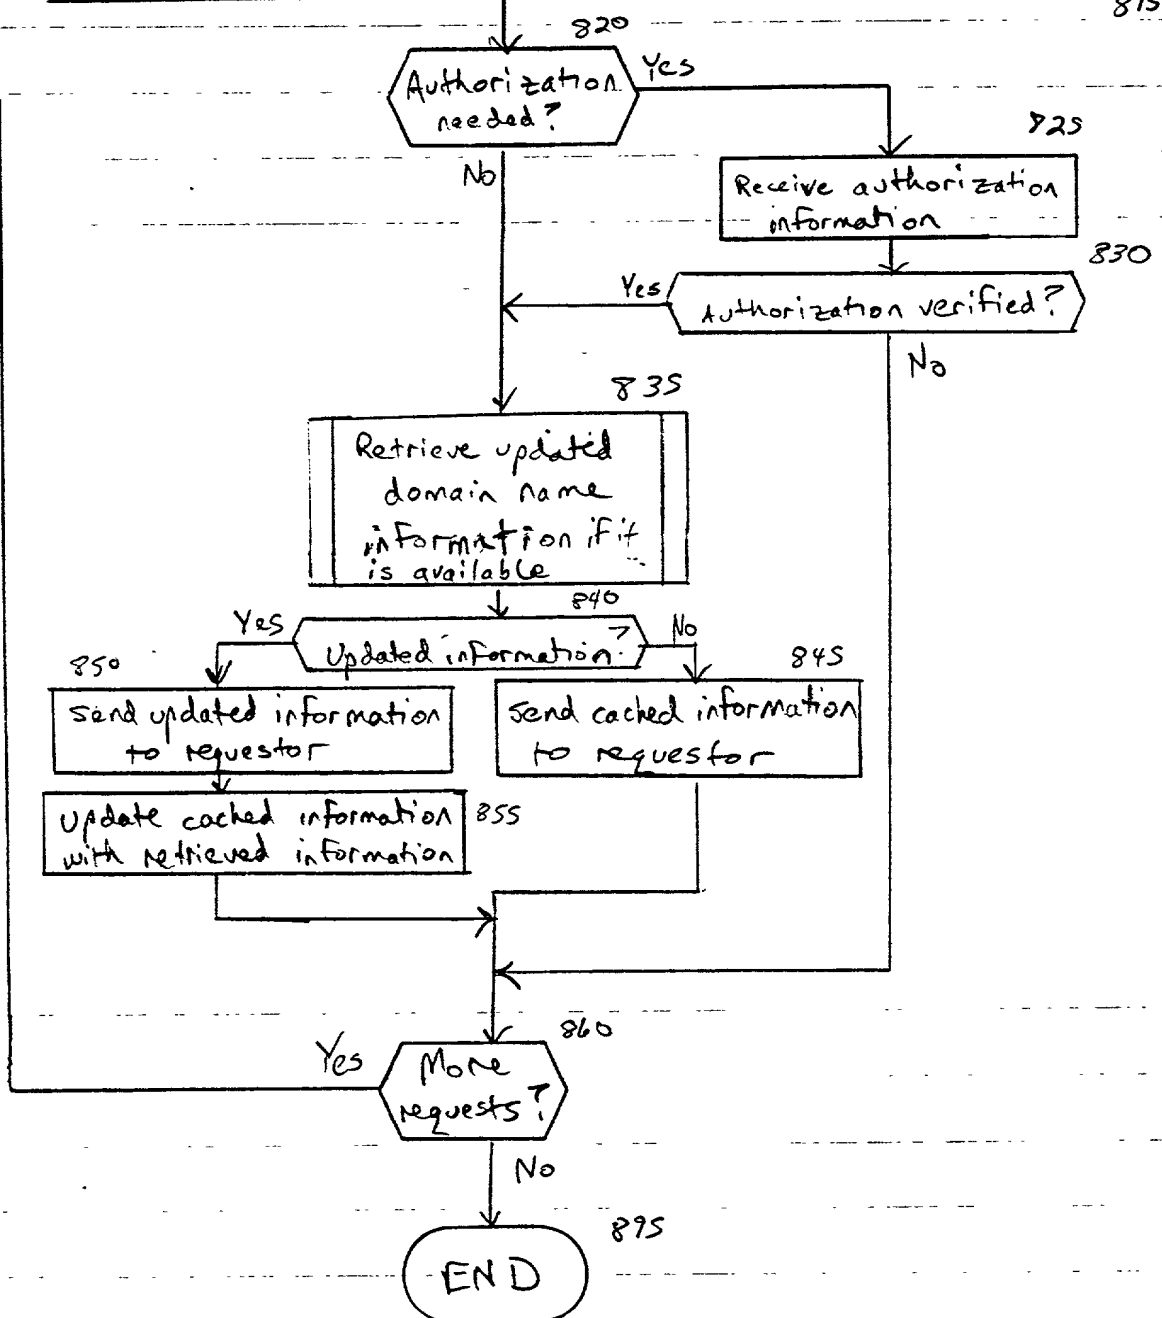 815
820
Authorization
needed?
Yes
No
825
Receive authorization
information
830
Authorization verified?
Yes
No
835
Retrieve updated
domain name
information if it
is available
840
Updated information?
Yes
No
850
Send updated information
to requestor
845
Send cached information
to requestor
855
Update cached information
with retrieved information
860
More
requests?
Yes
No
895
END